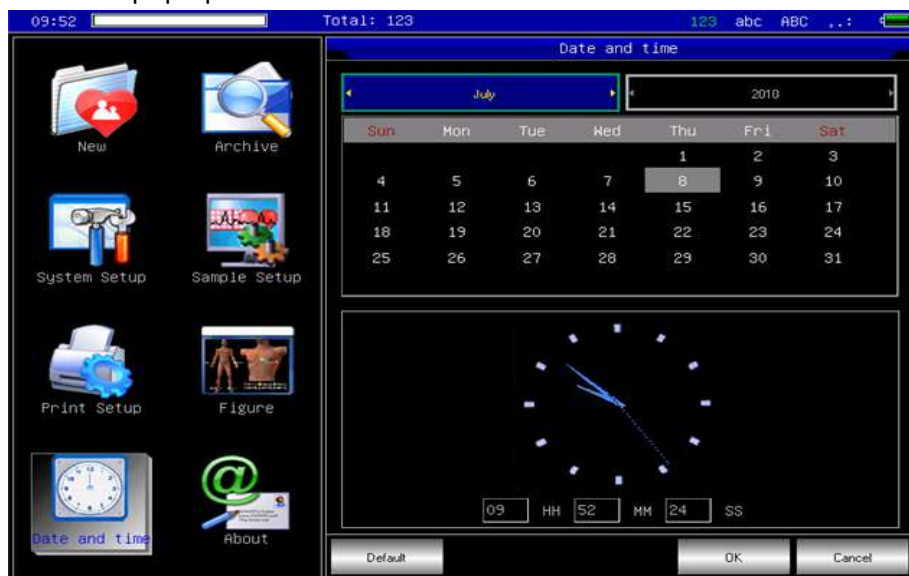 09:52 Total: 123 123 abc ABC ,.:
New Archive
System Setup Sample Setup
Print Setup Figure
Date and time About
Date and time
July 2010
Sun Mon Tue Wed Thu Fri Sat
1 2 3
4 5 6 7 8 9 10
11 12 13 14 15 16 17
18 19 20 21 22 23 24
25 26 27 28 29 30 31
09 HH 52 MM 24 SS
Default OK Cancel